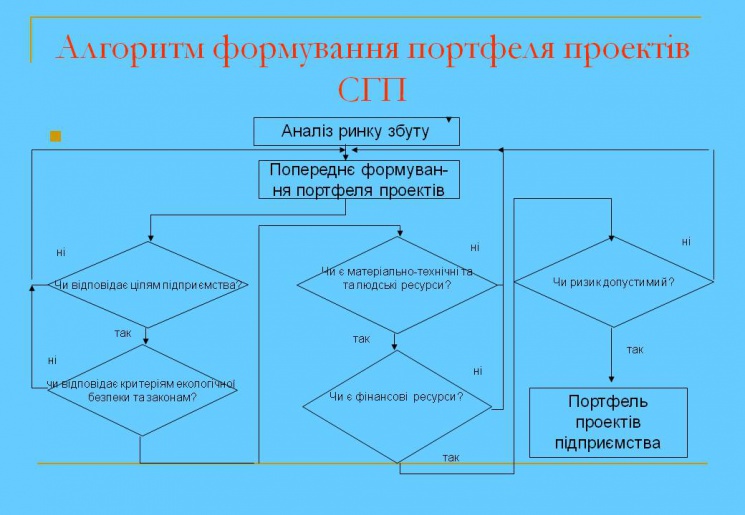 Алгоритм формування портфеля проектів
СГП
Аналіз ринку збуту
Попереднє формуван-
ня портфеля проектів
ні
Чи відповідає цілям підприємства?
так
ні
чи відповідає критеріям екологічної
безпеки та законам?
ні
Чи є матеріально-технічні та
та людські ресурси?
так
ні
Чи є фінансові ресурси?
так
ні
Чи ризик допустимий?
так
Портфель
проектів
підприємства